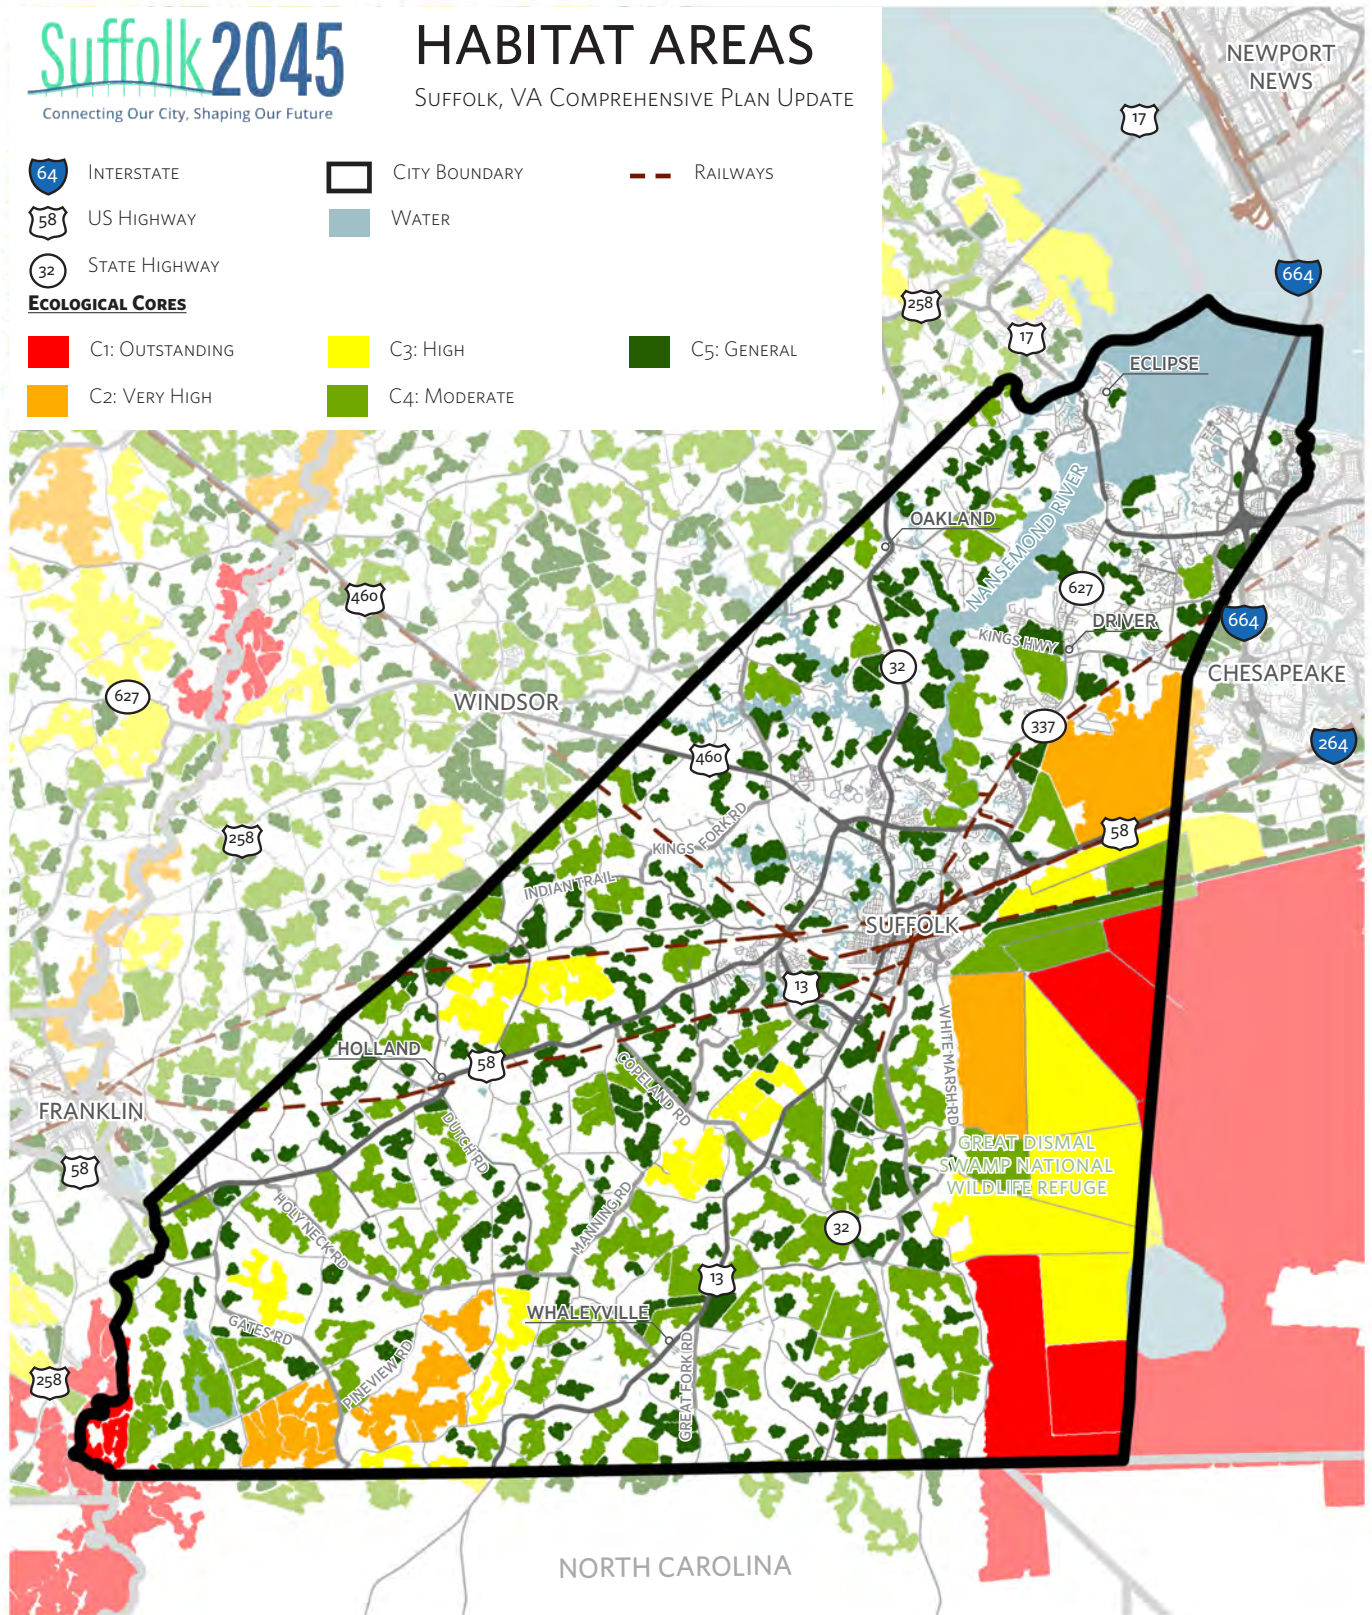 Suffolk 2045
Connecting Our City, Shaping Our Future
HABITAT AREAS
SUFFOLK, VA COMPREHENSIVE PLAN UPDATE
64 INTERSTATE
CITY BOUNDARY
RAILWAYS
58 US HIGHWAY
WATER
32 STATE HIGHWAY
ECOLOGICAL CORES
C1: OUTSTANDING
C3: HIGH
C5: GENERAL
C2: VERY HIGH
C4: MODERATE
NEWPORT
NEWS
17
664
258
17
ECLIPSE
NANSEMOND RIVER
OAKLAND
460
627
664
DRIVER
KINGS HWY
32
CHESAPEAKE
627
WINDSOR
337
264
460
58
258
KINGS FORK RD
INDIAN TRAIL
SUFFOLK
13
WHITE MARSH RD
HOLLAND
58
COPELAND RD
FRANKLIN
DUTCH RD
GREAT DISMAL
SWAMP NATIONAL
WILDLIFE REFUGE
58
HOLY NECK RD
MANNING RD
32
13
WHALEYVILLE
GATES RD
PINEVIEW RD
GREAT FORK RD
258
NORTH CAROLINA